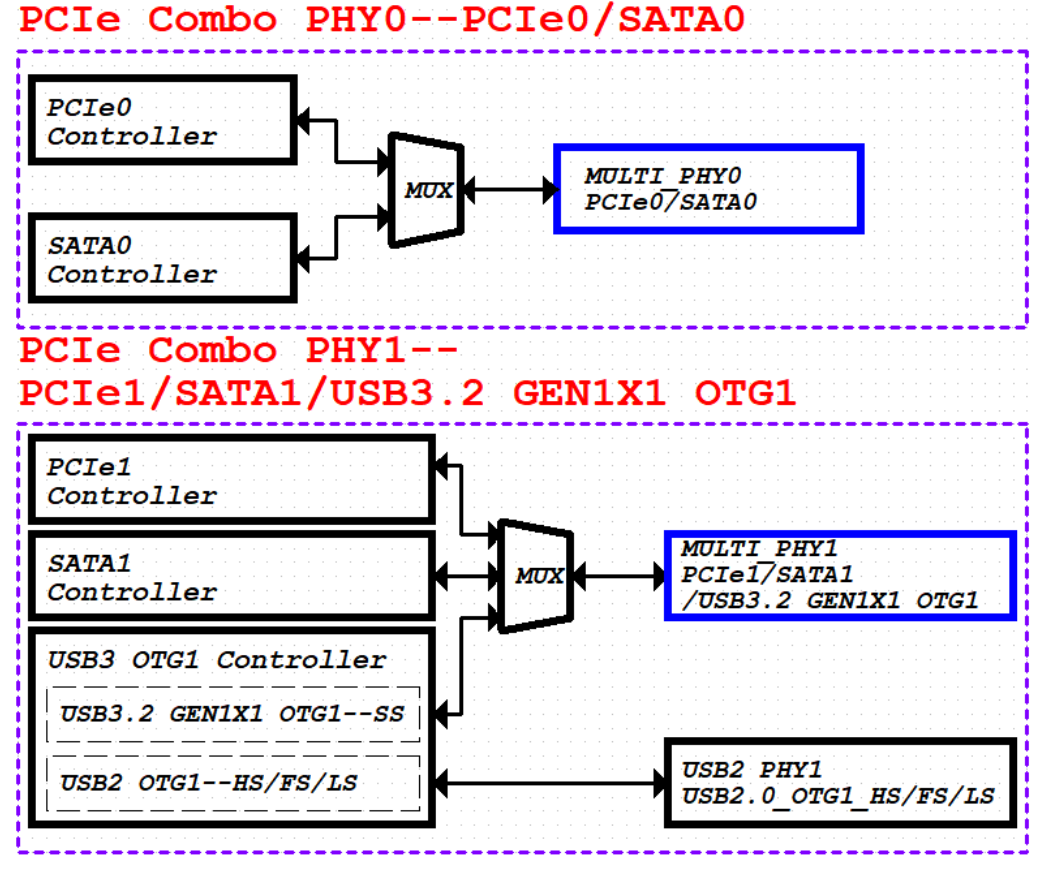 PCIe Combo PHY0--PCIe0/SATA0
PCIe0
Controller
MUX
MULTI_PHY0
PCIe0/SATA0
SATA0
Controller
PCIe Combo PHY1--
PCIe1/SATA1/USB3.2 GEN1X1 OTG1
PCIe1
Controller
SATA1
Controller
MUX
MULTI_PHY1
PCIe1/SATA1
/USB3.2 GEN1X1 OTG1
USB3 OTG1 Controller
USB3.2 GEN1X1 OTG1--SS
USB2 OTG1--HS/FS/LS
USB2 PHY1
USB2.0_OTG1_HS/FS/LS